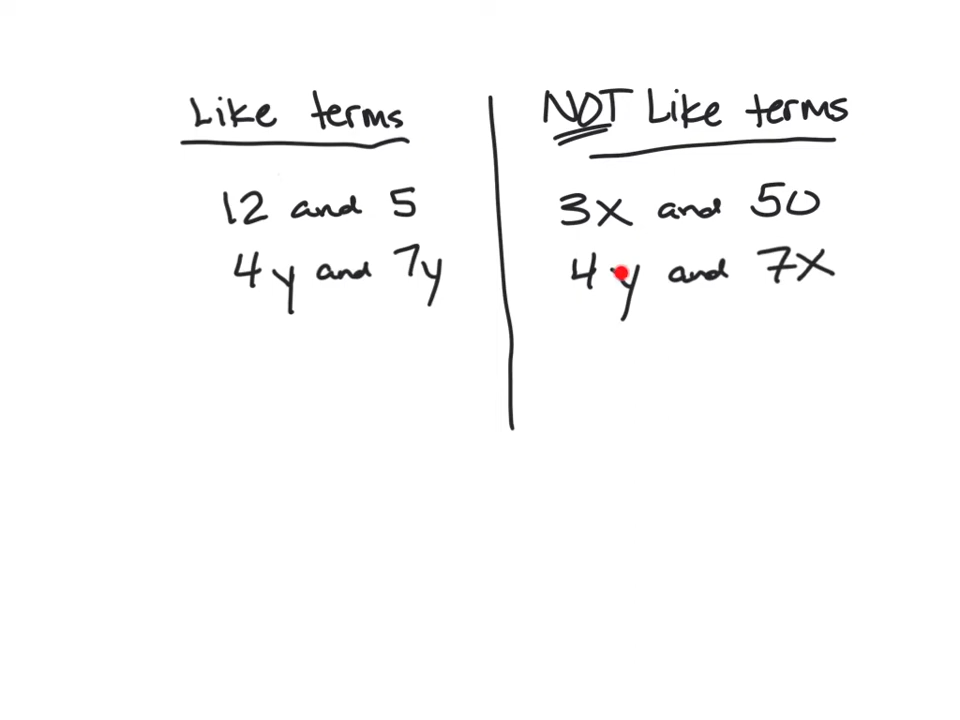 Like terms
12 and 5
4y and 7y
NOT Like terms
3x and 50
4y and 7x